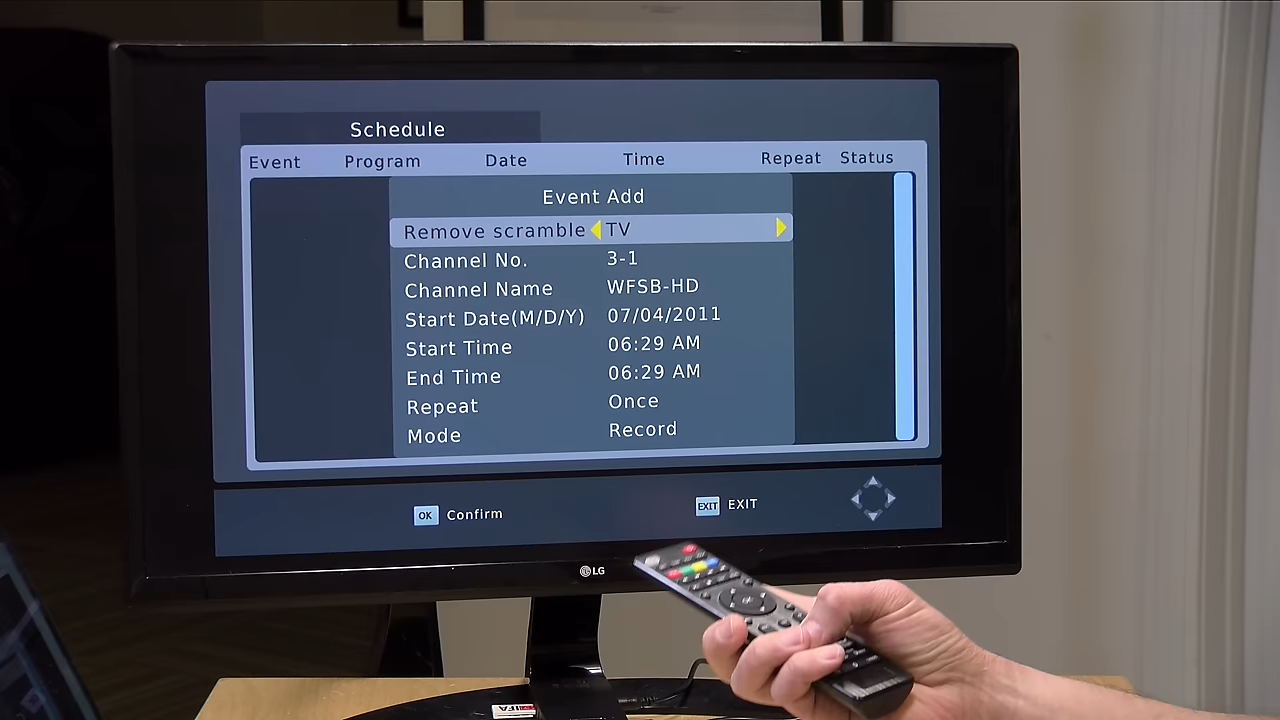 Schedule
Event Program Date Time Repeat Status
Event Add
Remove scramble TV
Channel No. 3-1
Channel Name WFSB-HD
Start Date(M/D/Y) 07/04/2011
Start Time 06:29 AM
End Time 06:29 AM
Repeat Once
Mode Record
OK Confirm EXIT EXIT
LG